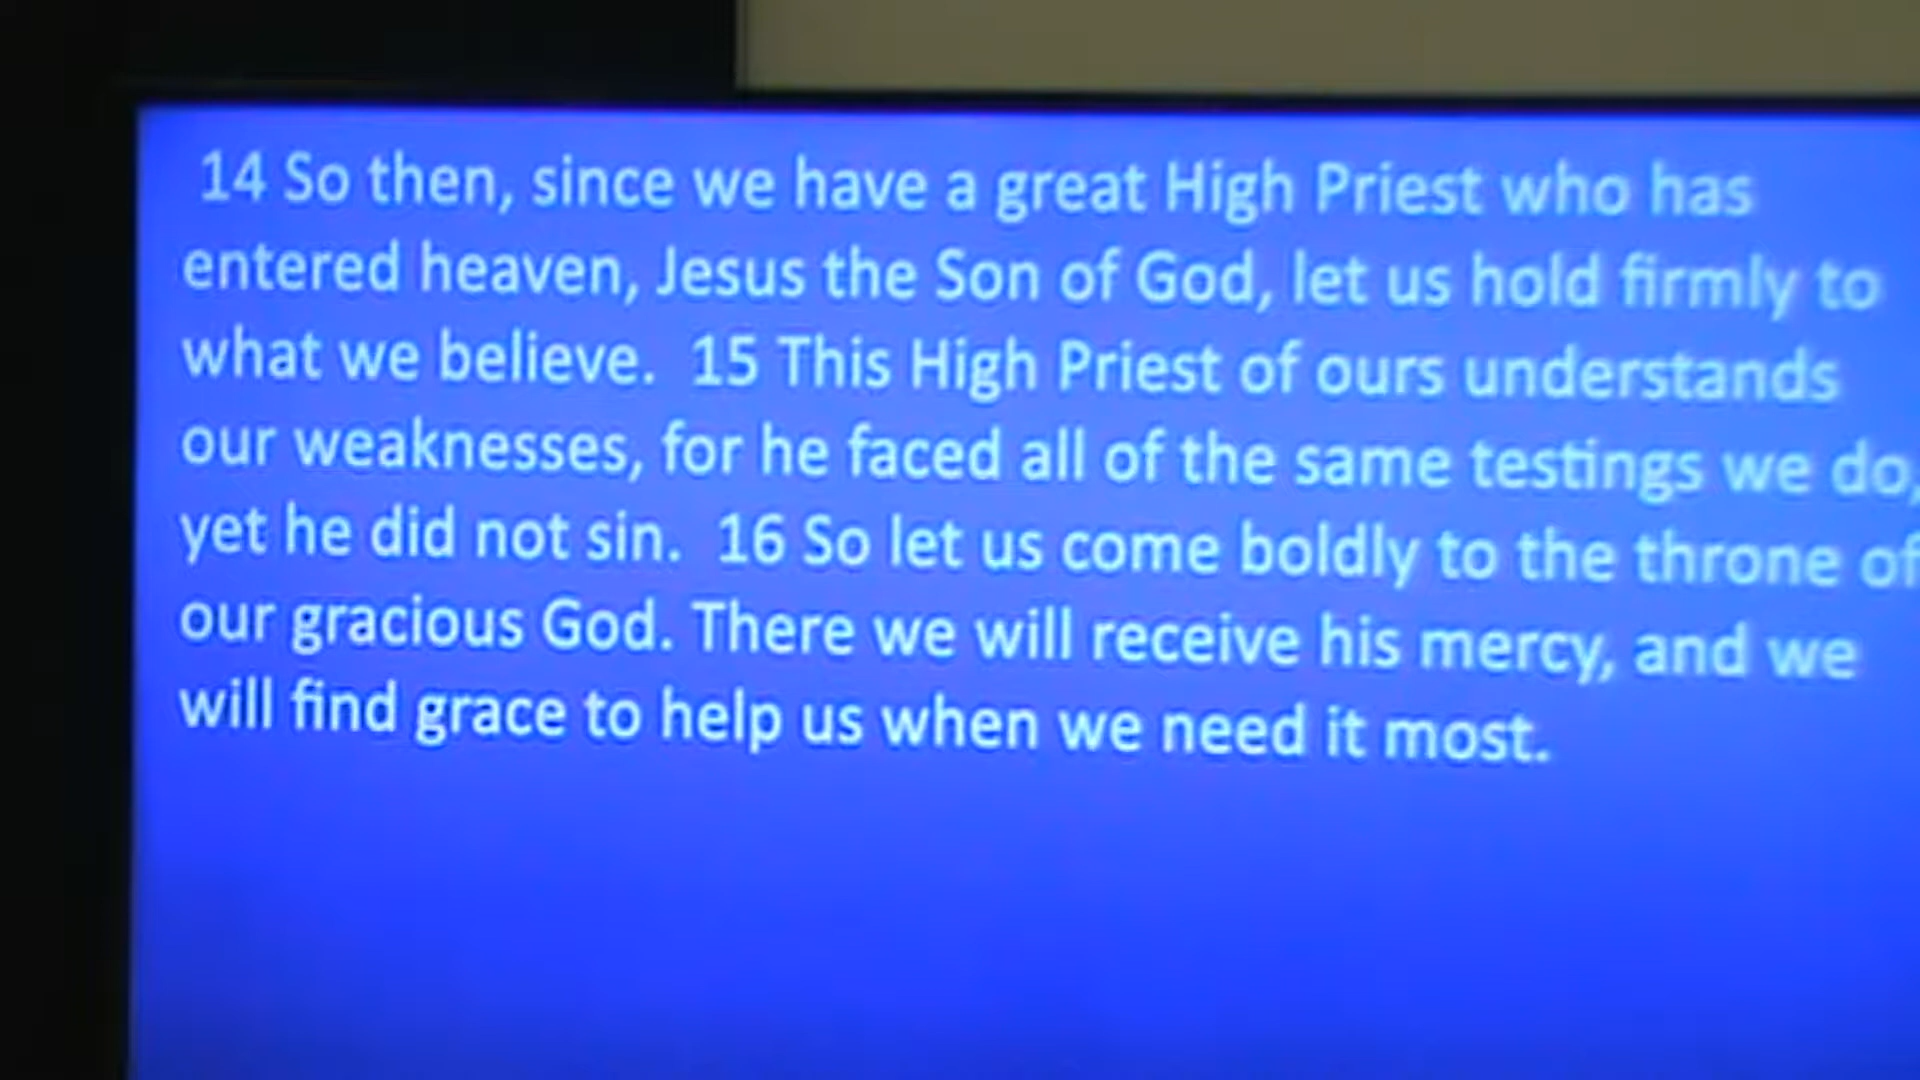 14 So then, since we have a great High Priest who has
entered heaven, Jesus the Son of God, let us hold firmly to
what we believe. 15 This High Priest of ours understands
our weaknesses, for he faced all of the same testings we do,
yet he did not sin. 16 So let us come boldly to the throne of
our gracious God. There we will receive his mercy, and we
will find grace to help us when we need it most.